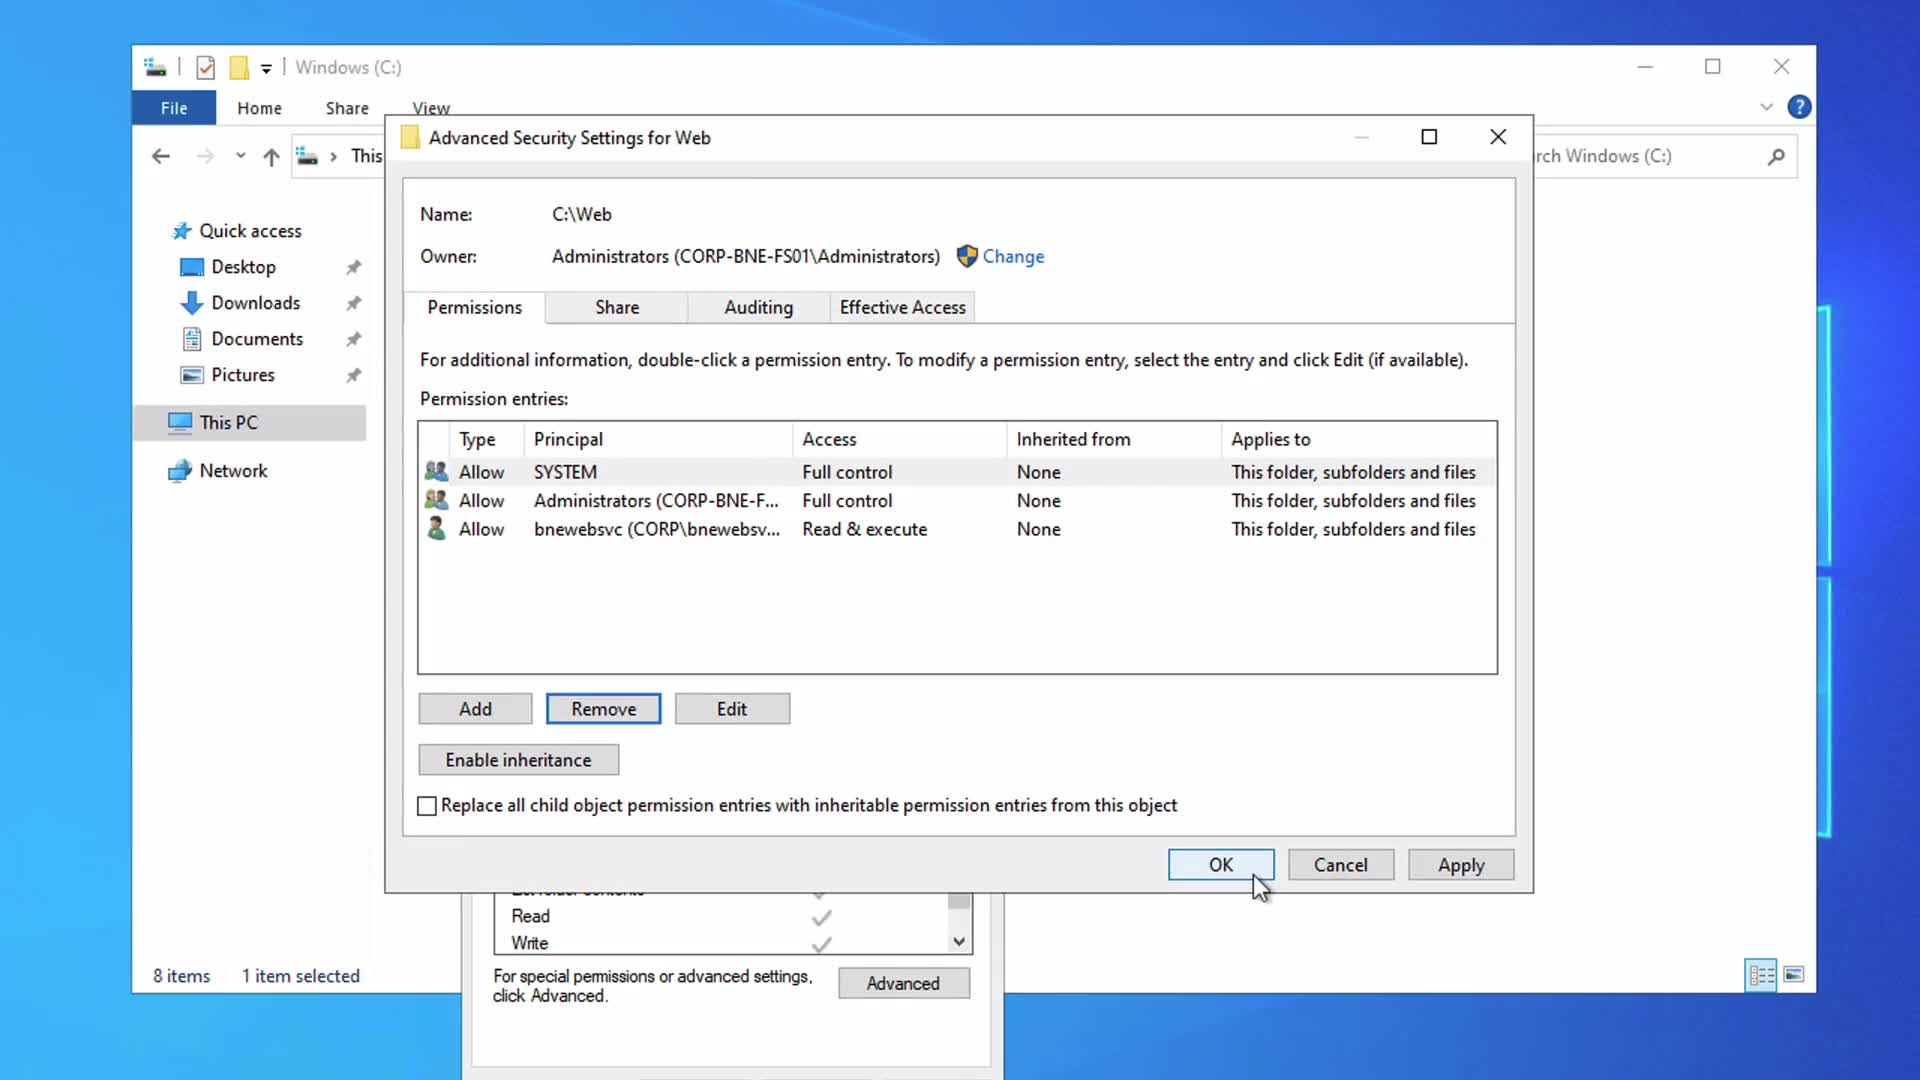 Windows (C:)
File Home Share View
This
rch Windows (C:)
Quick access
Desktop
Downloads
Documents
Pictures
This PC
Network
8 items 1 item selected
Advanced Security Settings for Web
Name: C:\Web
Owner: Administrators (CORP-BNE-FS01\Administrators) Change
Permissions Share Auditing Effective Access
For additional information, double-click a permission entry. To modify a permission entry, select the entry and click Edit (if available).
Permission entries:
Type Principal Access Inherited from Applies to
Allow SYSTEM Full control None This folder, subfolders and files
Allow Administrators (CORP-BNE-F... Full control None This folder, subfolders and files
Allow bnewebsvc (CORP\bnewebsv... Read & execute None This folder, subfolders and files
Add Remove Edit
Enable inheritance
Replace all child object permission entries with inheritable permission entries from this object
OK Cancel Apply
Read
Write
For special permissions or advanced settings,
click Advanced.
Advanced